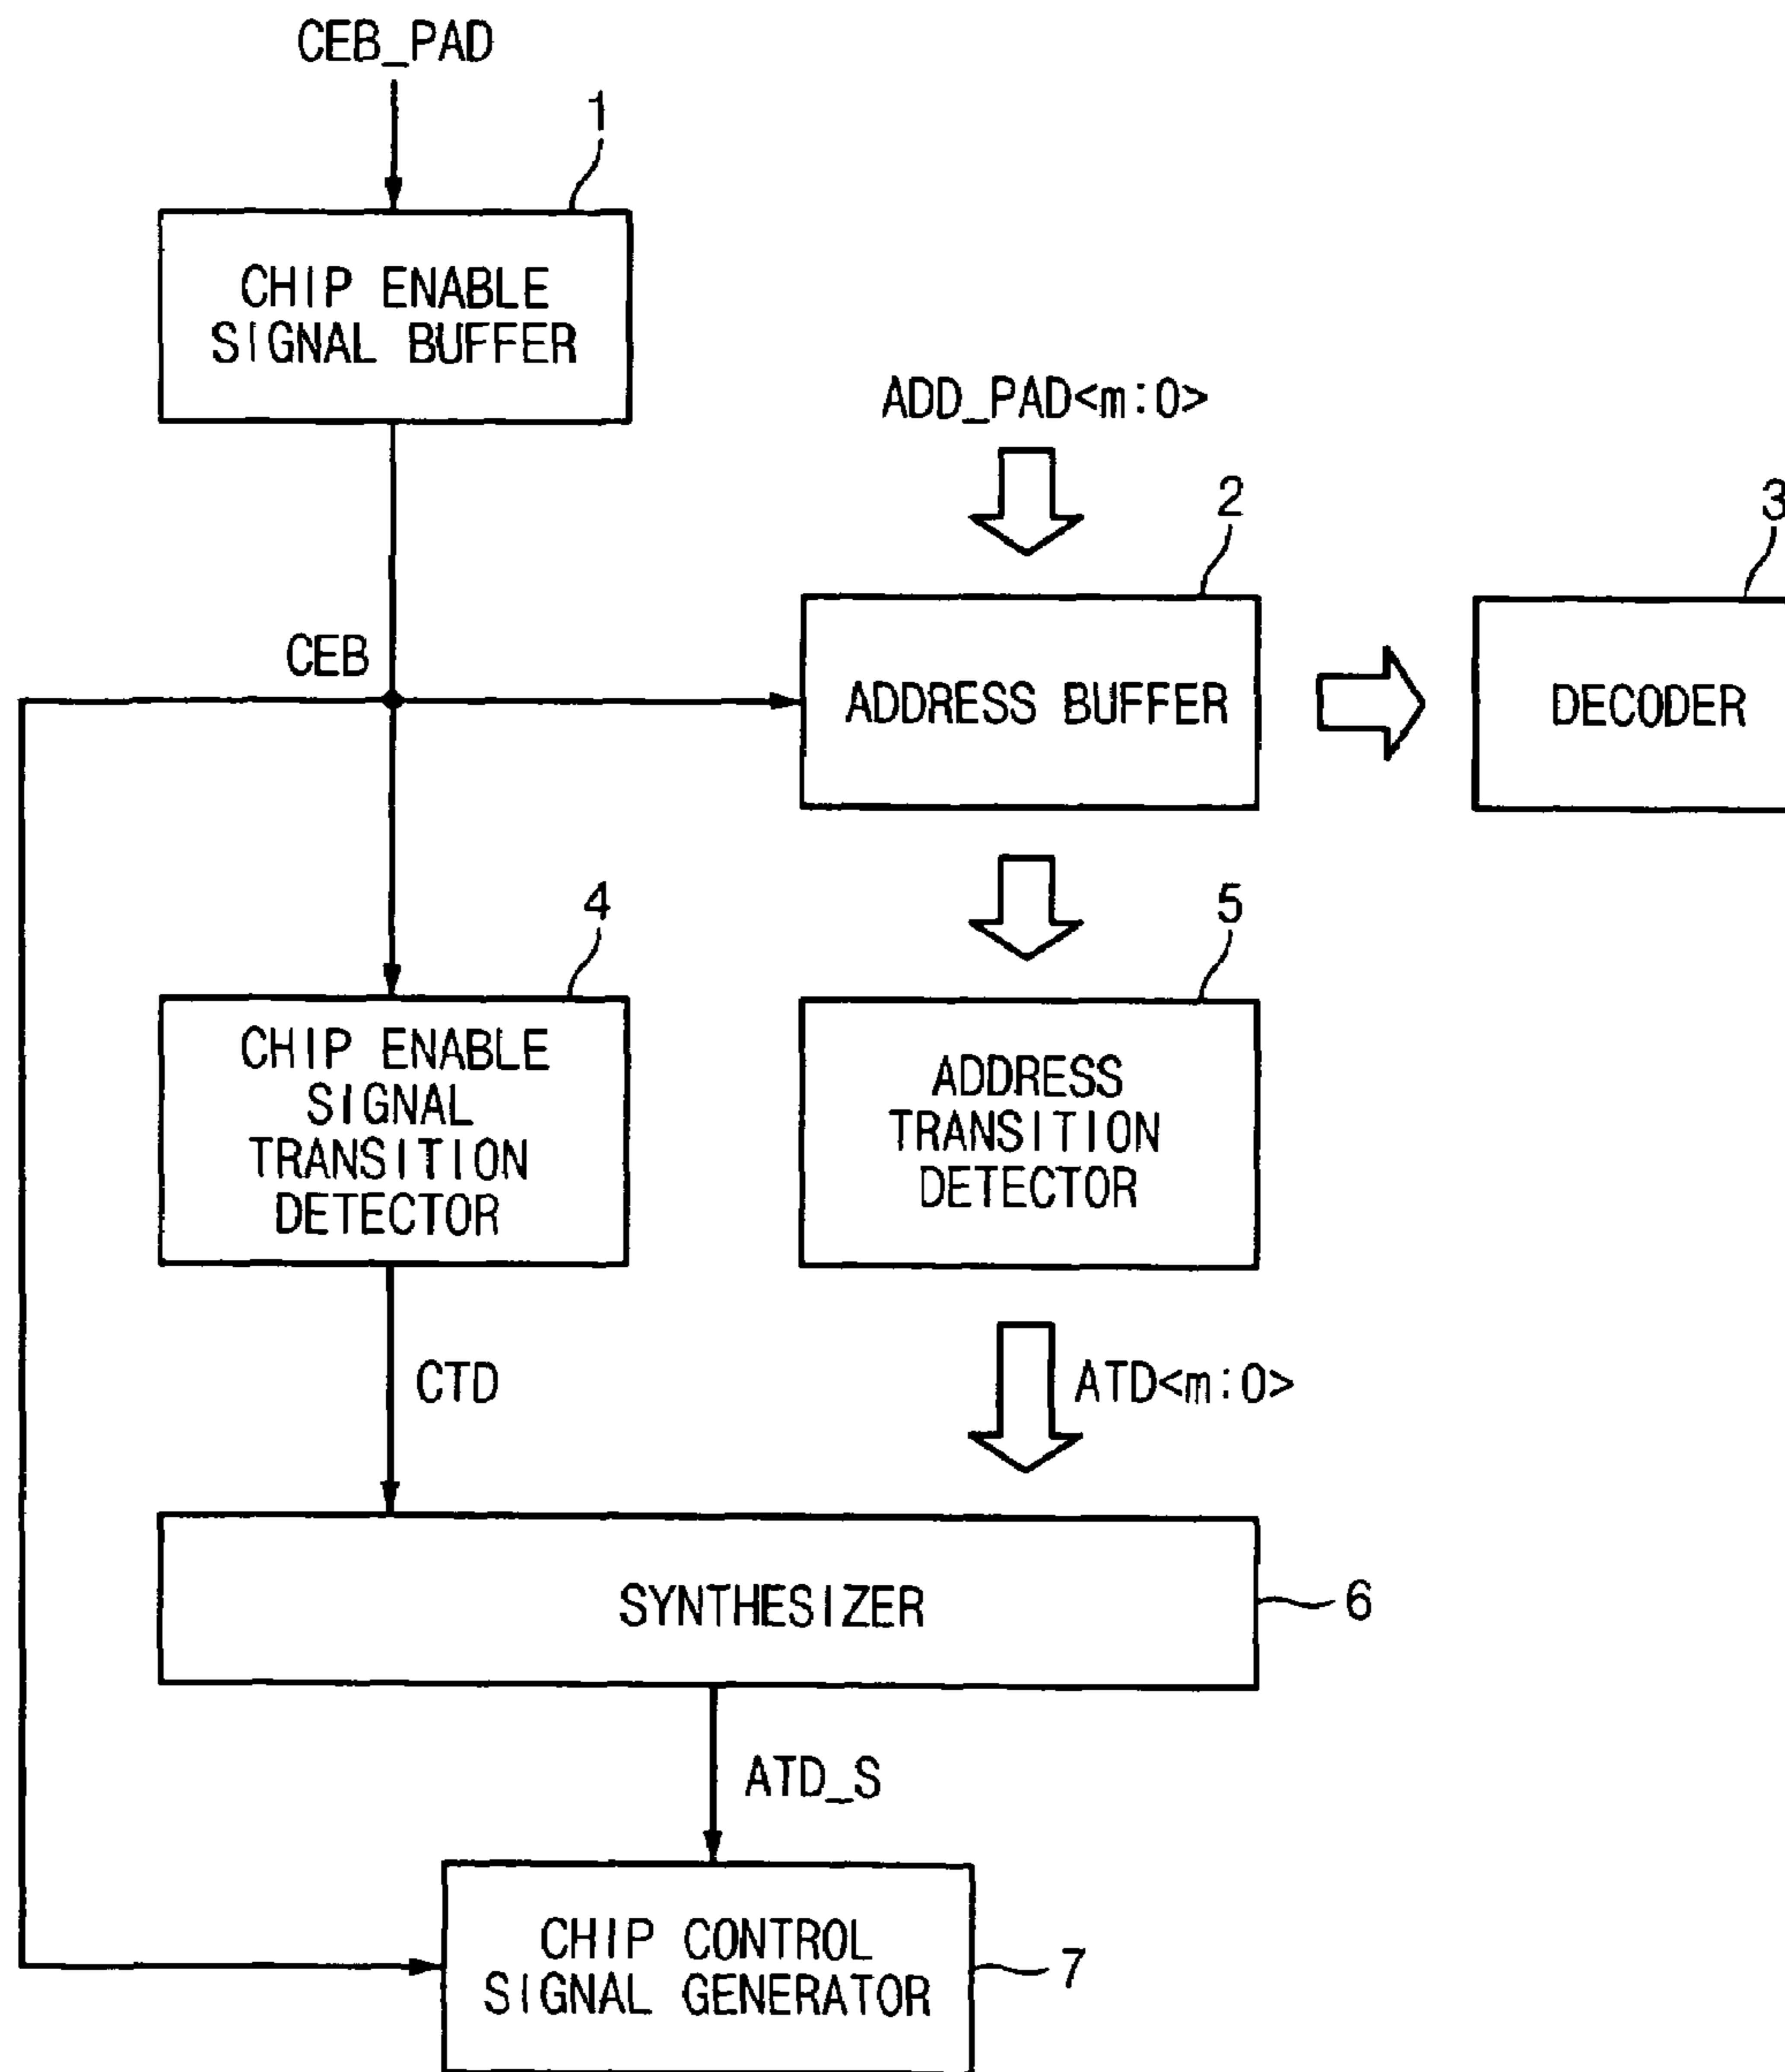 CEB_PAD
1
CHIP ENABLE
SIGNAL BUFFER
ADD_PAD<m:0>
2
3
CEB
ADDRESS BUFFER
DECODER
4
5
CHIP ENABLE
SIGNAL
TRANSITION
DETECTOR
ADDRESS
TRANSITION
DETECTOR
CTD
ATD<m:0>
SYNTHESIZER
6
ATD_S
CHIP CONTROL
SIGNAL GENERATOR
7